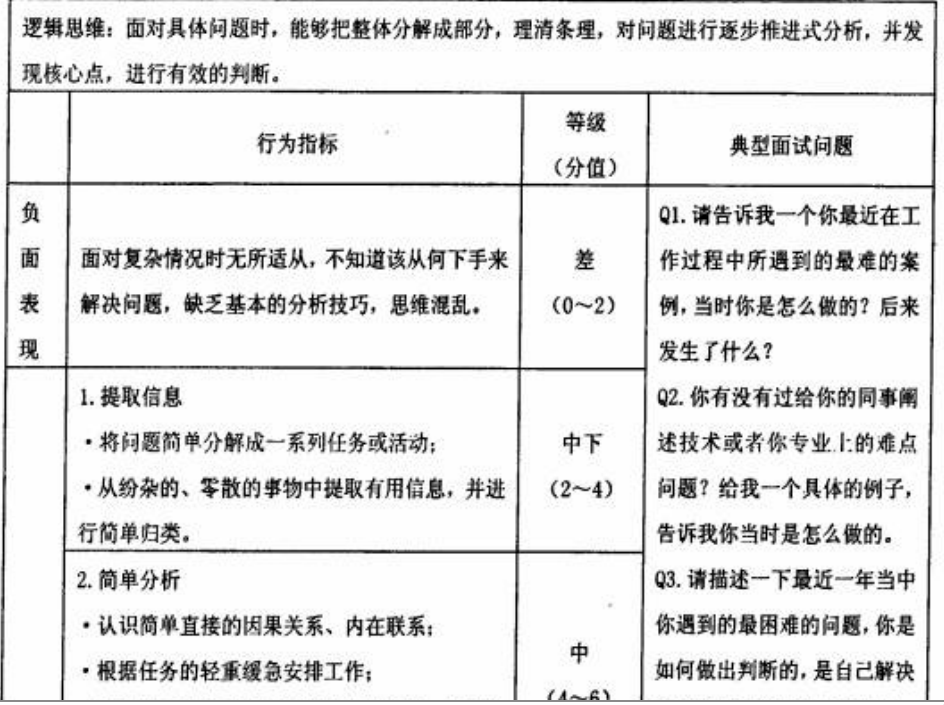 逻辑思维：面对具体问题时，能够把整体分解成部分，理清条理，对问题进行逐步推进式分析，并发
现核心点，进行有效的判断。
行为指标
等级
（分值）
典型面试问题
负
面
表
现
面对复杂情况时无所适从，不知道该从何下手来
解决问题，缺乏基本的分析技巧，思维混乱。
差
（0～2）
1. 提取信息
·将问题简单分解成一系列任务或活动；
·从纷杂的、零散的事物中提取有用信息，并进
行简单归类。
中下
（2～4）
2. 简单分析
·认识简单直接的因果关系、内在联系；
·根据任务的轻重缓急安排工作；
中
（4～6）
Q1. 请告诉我一个你最近在工
作过程中所遇到的最难的案
例，当时你是怎么做的？后来
发生了什么？
Q2. 你有没有过给你的同事阐
述技术或者你专业上的难点
问题？给我一个具体的例子，
告诉我你当时是怎么做的。
Q3. 请描述一下最近一年当中
你遇到的最困难的问题，你是
如何做出判断的，是自己解决